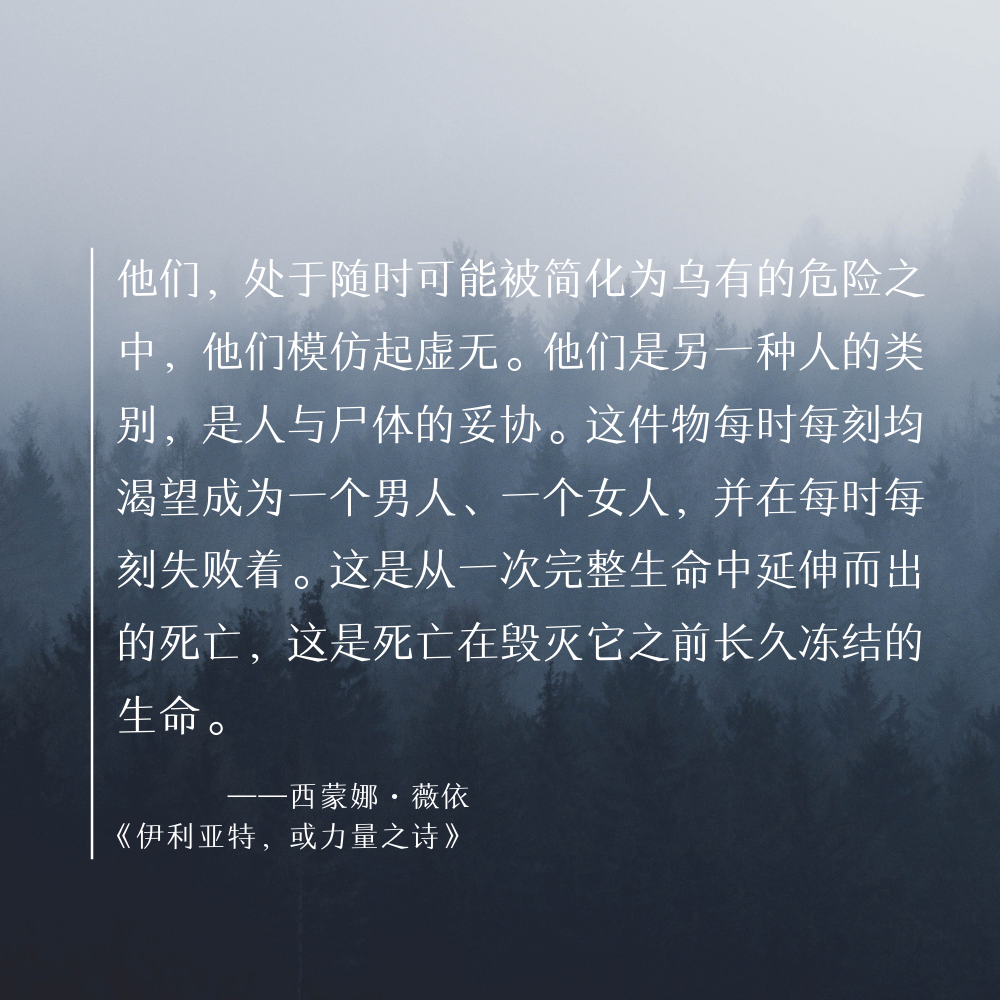 他们，处于随时可能被简化为乌有的危险之
中，他们模仿起虚无。他们是另一种人的类
别，是人与尸体的妥协。这件物每时每刻均
渴望成为一个男人、一个女人，并在每时每
刻失败着。这是从一次完整生命中延伸而出
的死亡，这是死亡在毁灭它之前长久冻结的
生命。
——西蒙娜·薇依
《伊利亚特，或力量之诗》